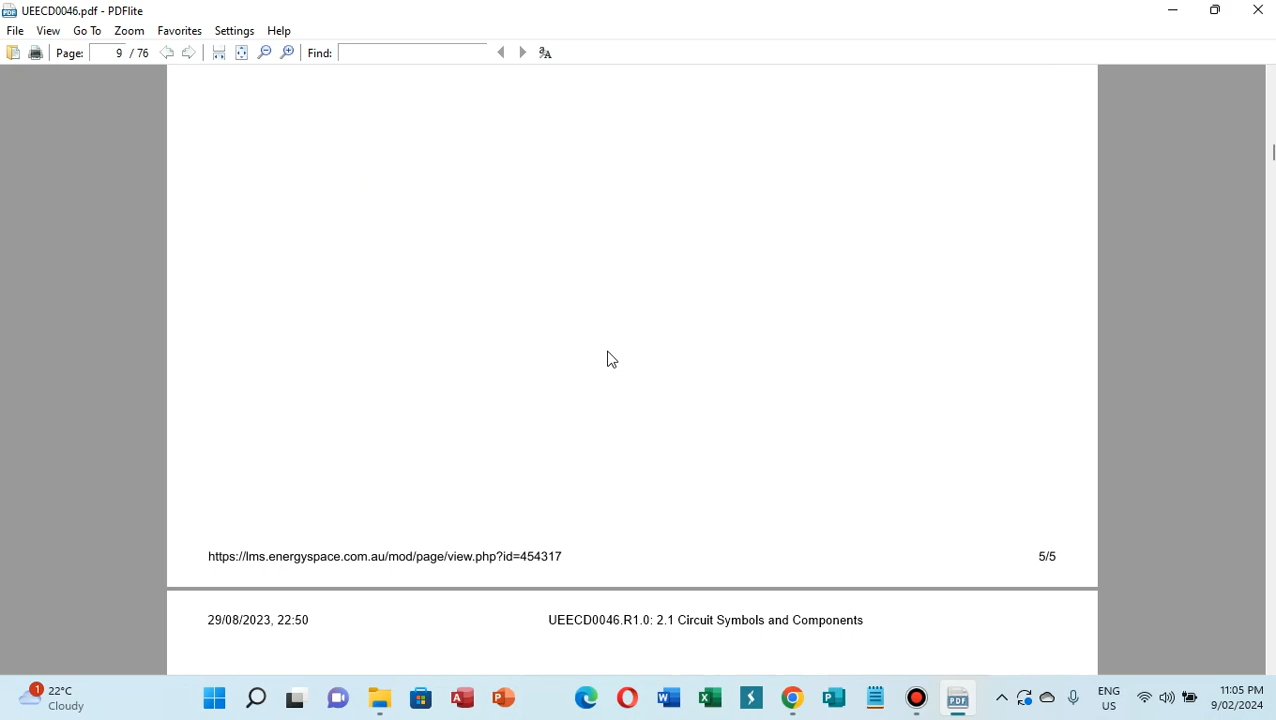 UEECD0046.pdf - PDFlite
File View Go To Zoom Favorites Settings Help
Page: 9 / 76 Find:
https://lms.energyspace.com.au/mod/page/view.php?id=454317 5/5
29/08/2023, 22:50 UEECD0046.R1.0: 2.1 Circuit Symbols and Components
1 22°C
Cloudy
ENG
US
11:05 PM
9/02/2024